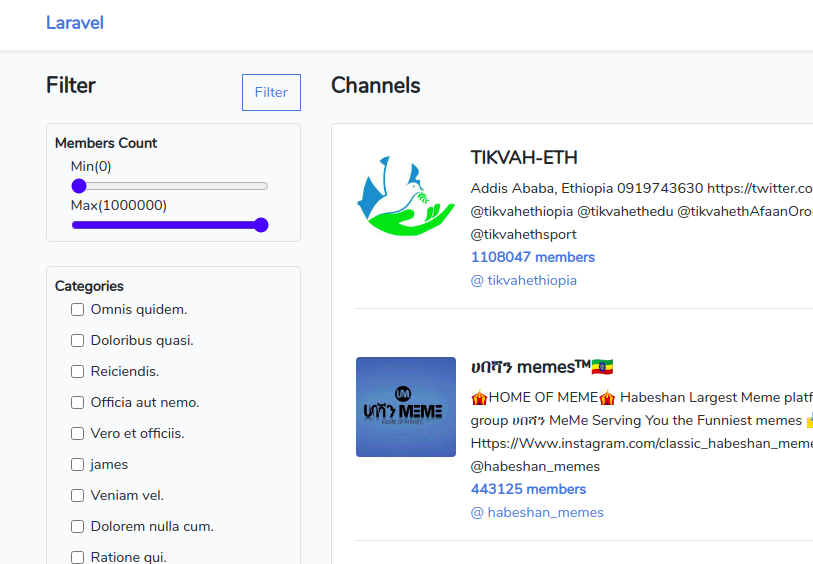 Laravel
Filter
Filter
Members Count
Min(0)
Max(1000000)
Categories
Omnis quidem.
Doloribus quasi.
Reiciendis.
Officia aut nemo.
Vero et officiis.
james
Veniam vel.
Dolorem nulla cum.
Ratione qui.
Channels
TIKVAH-ETH
Addis Ababa, Ethiopia 0919743630 https://twitter.co
@tikvahethiopia @tikvahethedu @tikvahethAfaanOro
@tikvahethsport
1108047 members
@ tikvahethiopia
UM
ሀበሻን MEME
HOME OF MEMES
ሀበሻን memes™🇪🇹
🎪HOME OF MEME🎪 Habeshan Largest Meme platf
group ሀበሻን MeMe Serving You the Funniest memes
Https://Www.instagram.com/classic_habeshan_meme
@habeshan_memes
443125 members
@ habeshan_memes